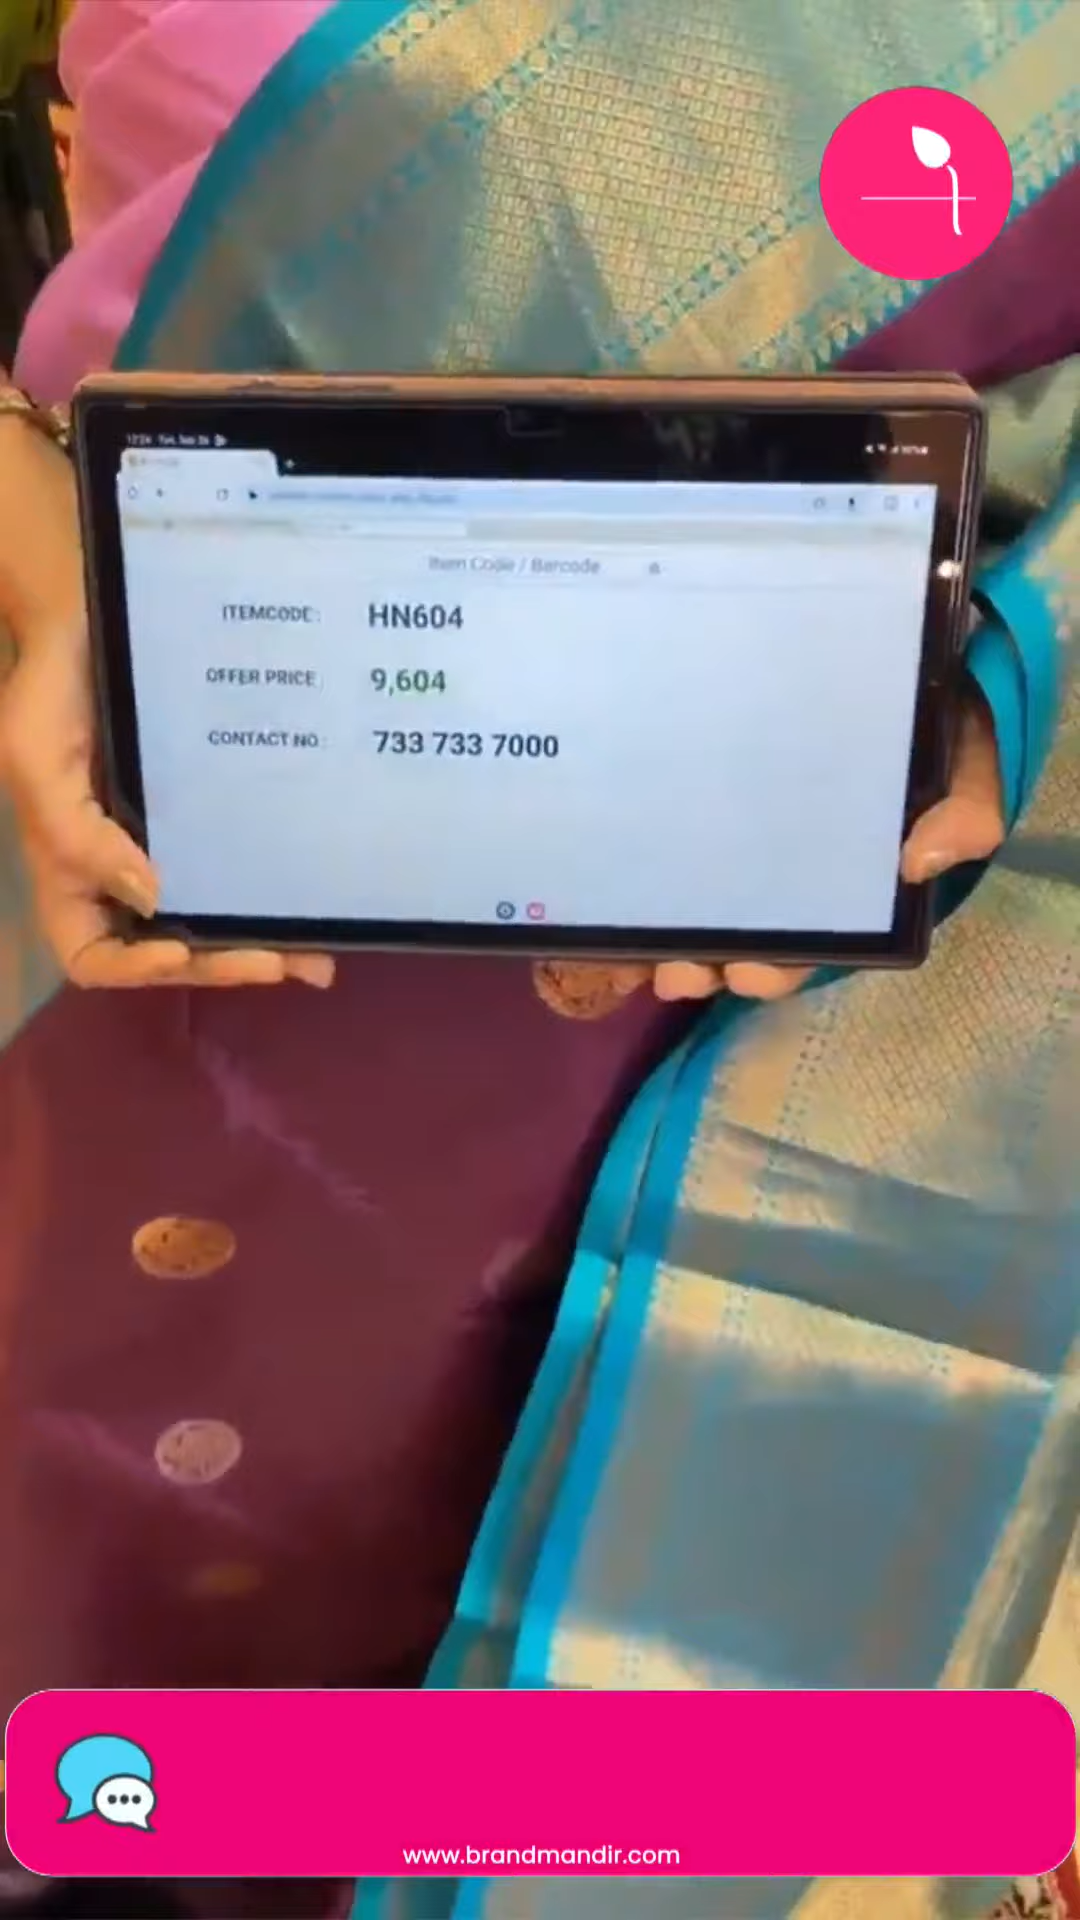 Item Code / Barcode
ITEMCODE : HN604
OFFER PRICE : 9,604
CONTACT NO : 733 733 7000
www.brandmandir.com